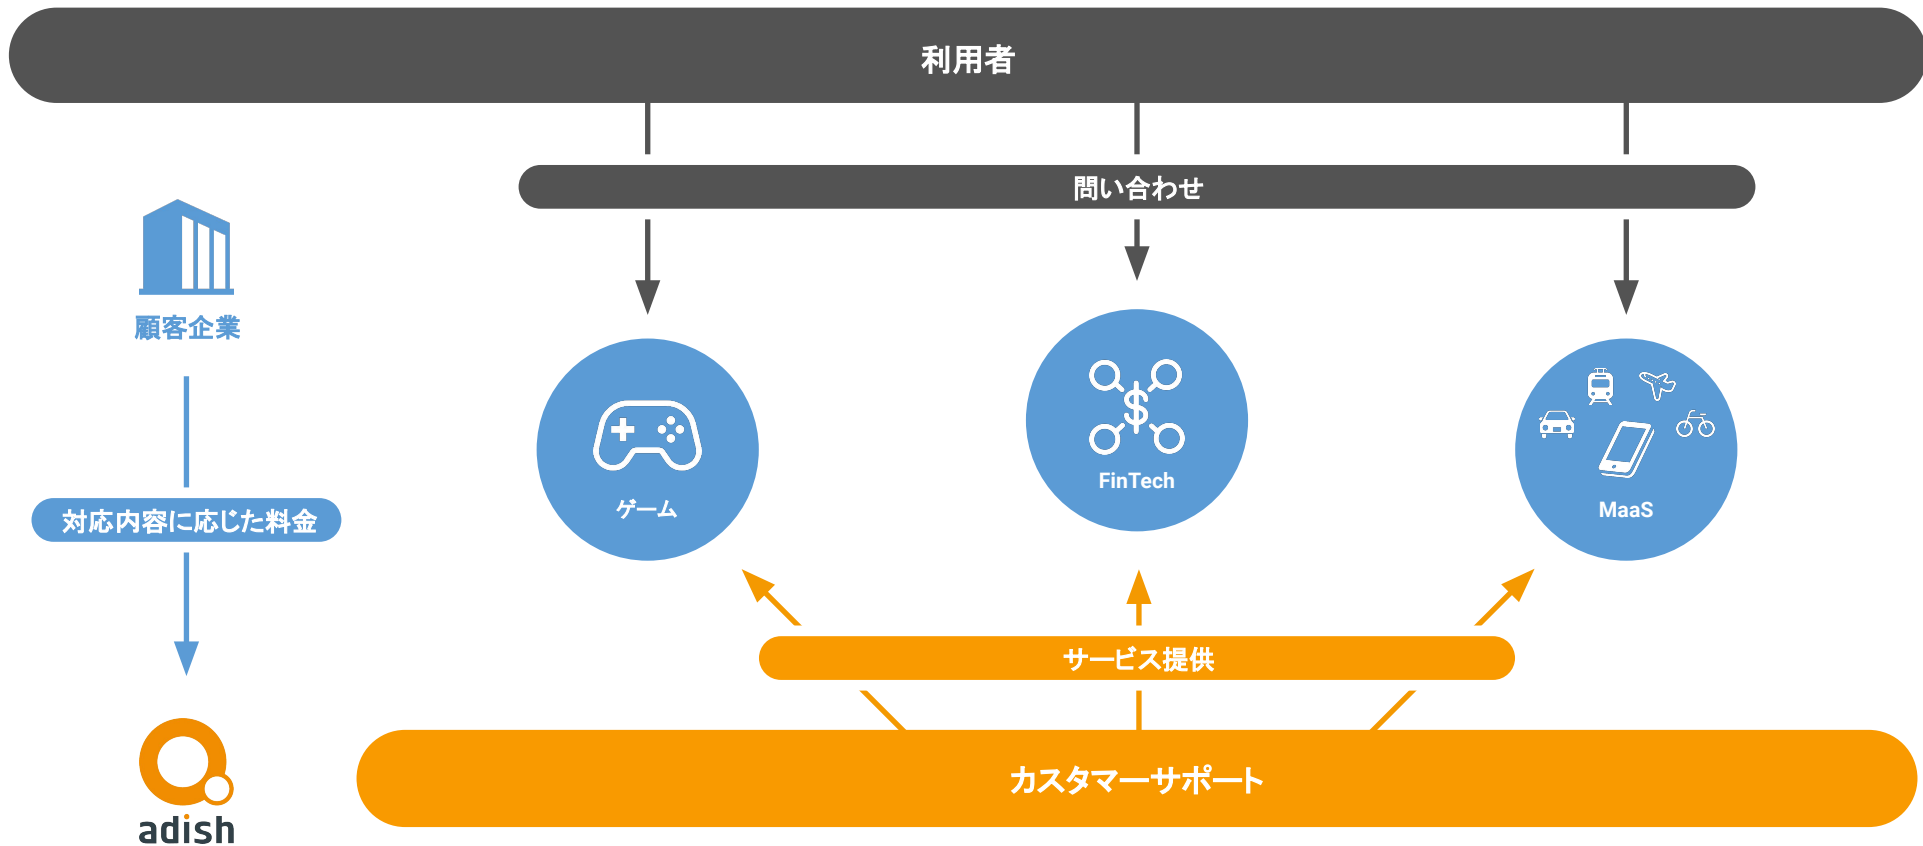 利用者
問い合わせ
顧客企業
対応内容に応じた料金
ゲーム
FinTech
MaaS
サービス提供
カスタマーサポート
adish